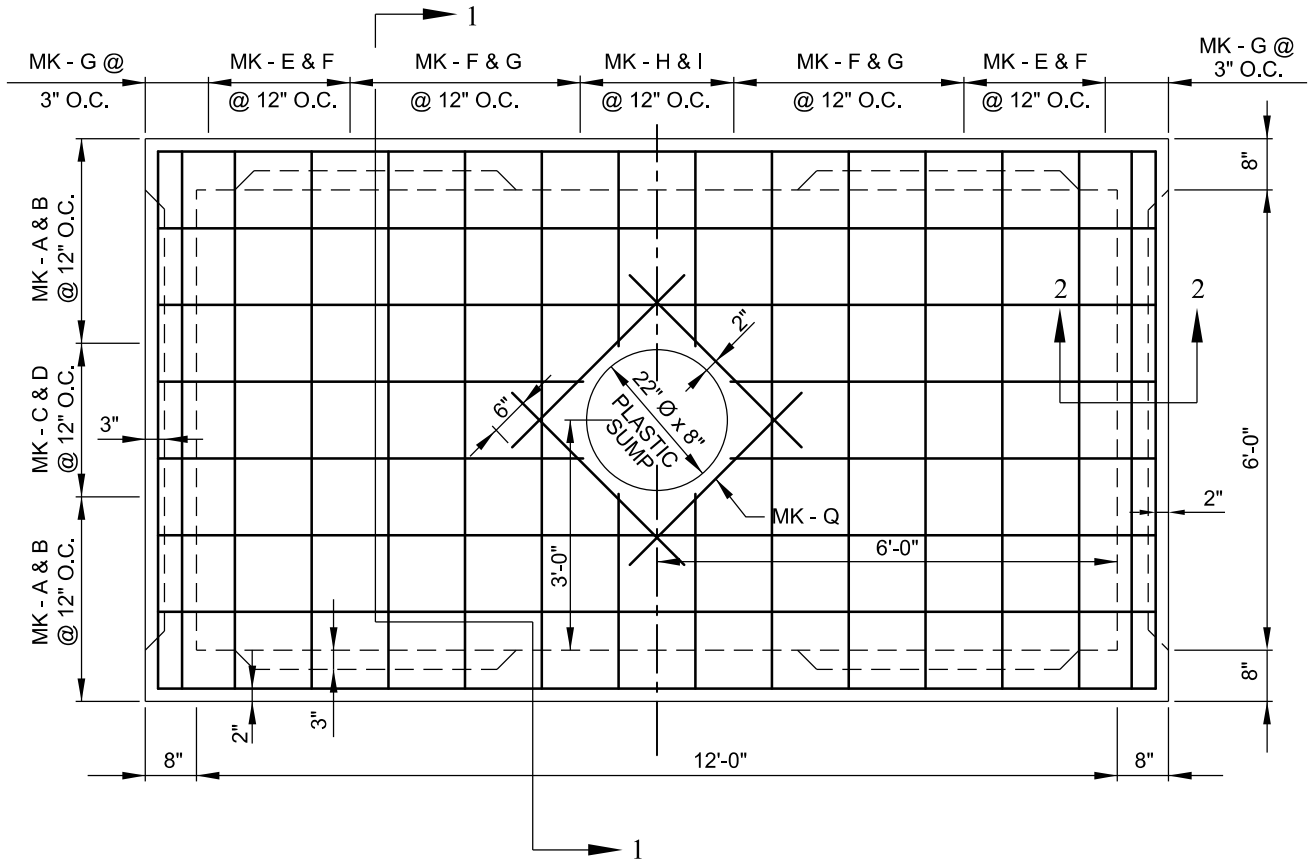 1
MK - G @
3" O.C.
MK - E & F
@ 12" O.C.
MK - F & G
@ 12" O.C.
MK - H & I
@ 12" O.C.
MK - F & G
@ 12" O.C.
MK - E & F
@ 12" O.C.
MK - G @
3" O.C.
8"
MK - A & B
@ 12" O.C.
MK - C & D
@ 12" O.C.
MK - A & B
@ 12" O.C.
3"
6"
2"
22" Ø x 8"
PLASTIC
SUMP
MK - Q
3'-0"
6'-0"
2
2
6'-0"
2"
8"
2"
3"
8"
12'-0"
8"
1